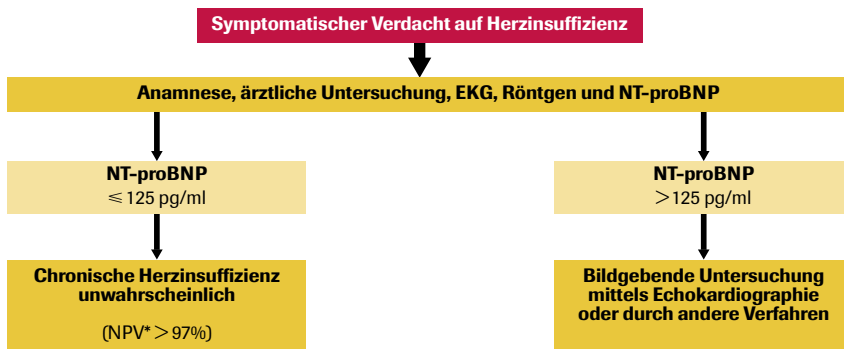 Symptomatischer Verdacht auf Herzinsuffizienz
Anamnese, ärztliche Untersuchung, EKG, Röntgen und NT-proBNP
NT-proBNP
≤ 125 pg/ml
NT-proBNP
>125 pg/ml
Chronische Herzinsuffizienz
unwahrscheinlich
(NPV* > 97%)
Bildgebende Untersuchung
mittels Echokardiographie
oder durch andere Verfahren